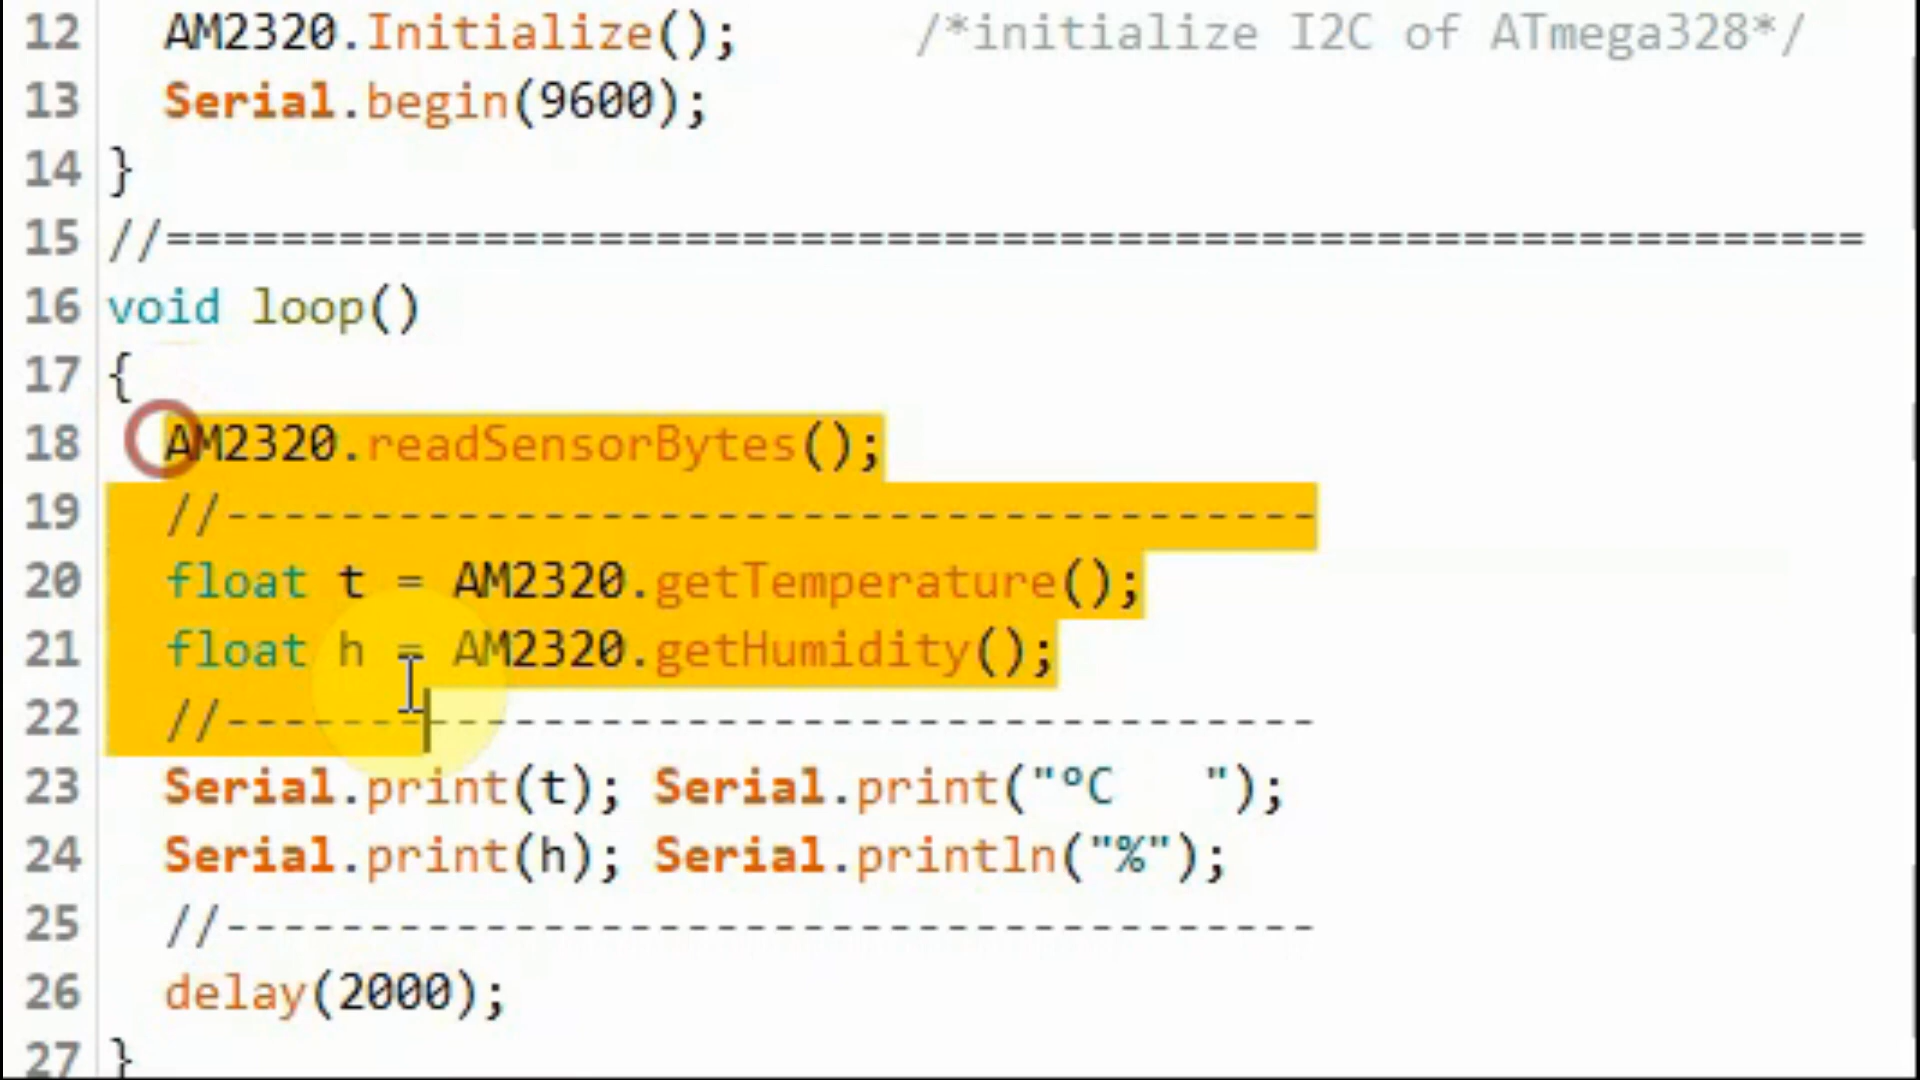 12 AM2320.Initialize(); /*initialize I2C of ATmega328*/
13 Serial.begin(9600);
14 }
15 //===========================================================
16 void loop()
17 {
18 AM2320.readSensorBytes();
19 //--------------------------------------
20 float t = AM2320.getTemperature();
21 float h = AM2320.getHumidity();
22 //--------------------------------------
23 Serial.print(t); Serial.print("ºC   ");
24 Serial.print(h); Serial.println("%");
25 //--------------------------------------
26 delay(2000);
27 }